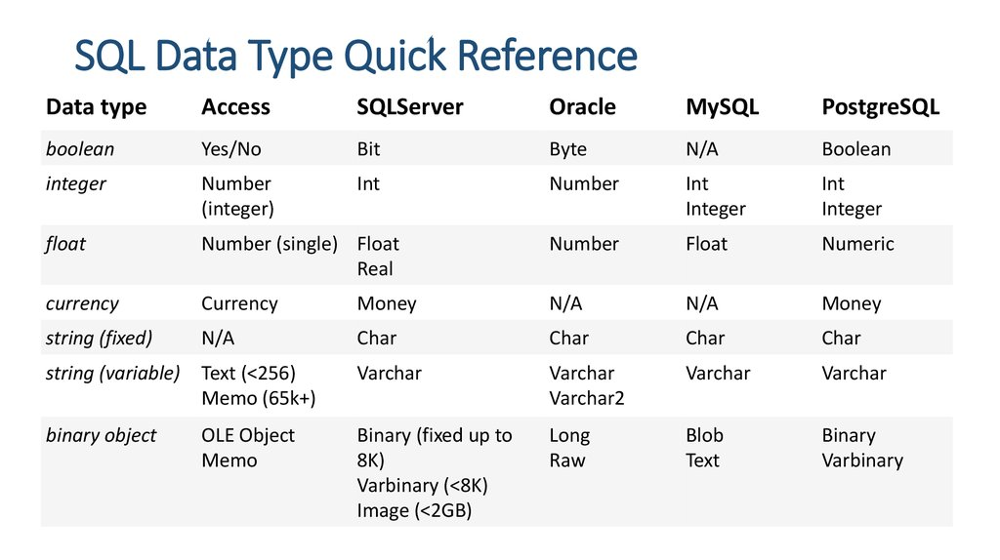 SQL Data Type Quick Reference
Data type Access SQLServer Oracle MySQL PostgreSQL
boolean Yes/No Bit Byte N/A Boolean
integer Number Int Number Int Int
(integer) Integer Integer
float Number (single) Float Number Float Numeric
Real
currency Currency Money N/A N/A Money
string (fixed) N/A Char Char Char Char
string (variable) Text (<256) Varchar Varchar Varchar Varchar
Memo (65k+) Varchar2
binary object OLE Object Binary (fixed up to Long Blob Binary
Memo 8K) Raw Text Varbinary
Varbinary (<8K)
Image (<2GB)